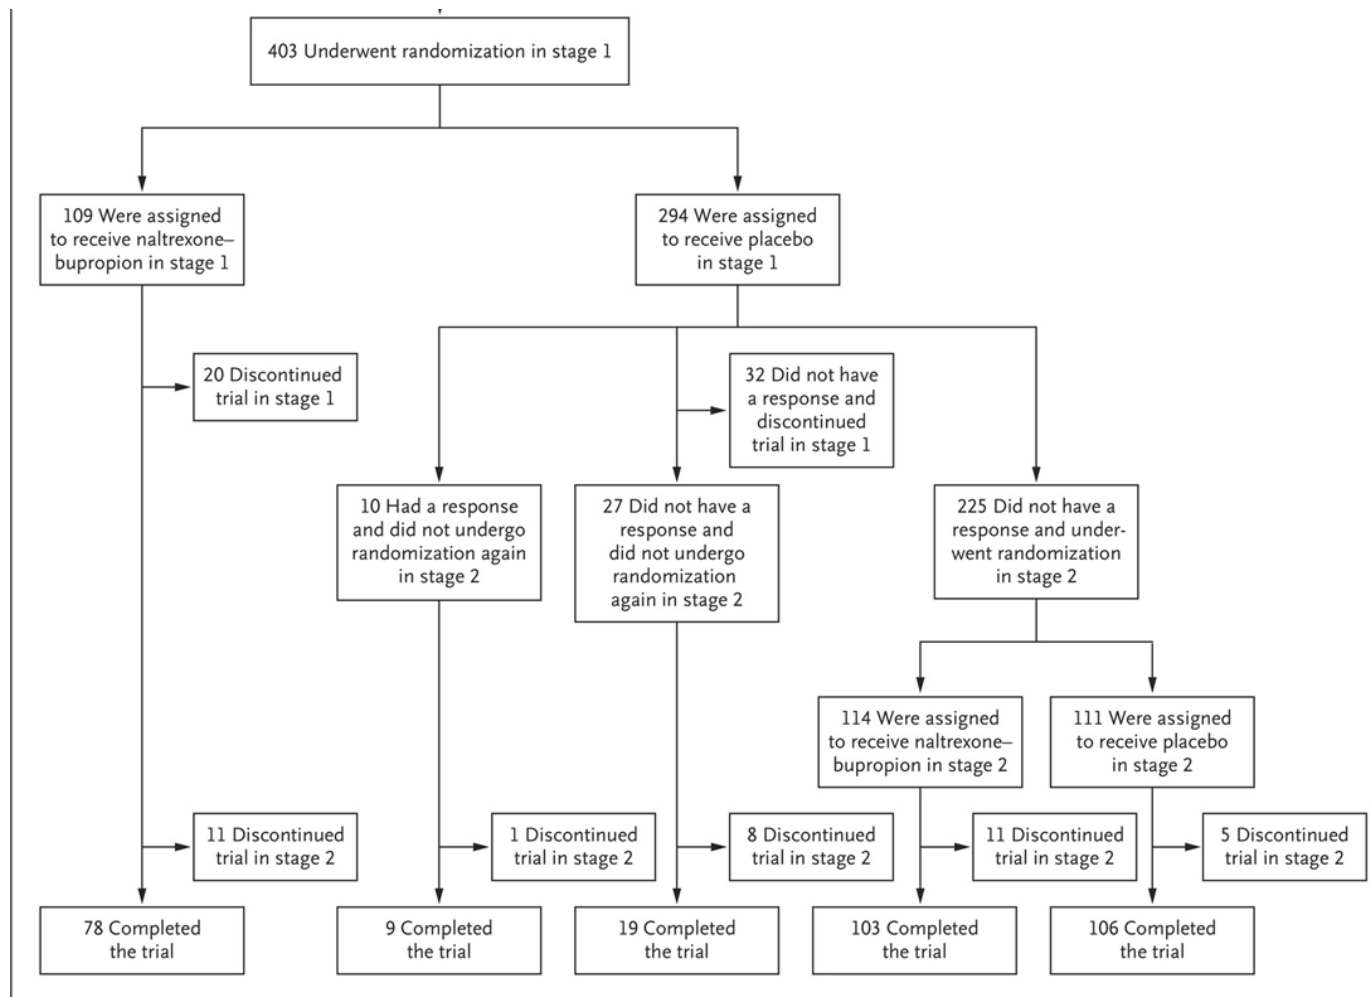 403 Underwent randomization in stage 1
109 Were assigned
to receive naltrexone–
bupropion in stage 1
294 Were assigned
to receive placebo
in stage 1
20 Discontinued
trial in stage 1
32 Did not have
a response and
discontinued
trial in stage 1
10 Had a response
and did not undergo
randomization again
in stage 2
27 Did not have a
response and
did not undergo
randomization
again in stage 2
225 Did not have a
response and under-
went randomization
in stage 2
114 Were assigned
to receive naltrexone–
bupropion in stage 2
111 Were assigned
to receive placebo
in stage 2
11 Discontinued
trial in stage 2
1 Discontinued
trial in stage 2
8 Discontinued
trial in stage 2
11 Discontinued
trial in stage 2
5 Discontinued
trial in stage 2
78 Completed
the trial
9 Completed
the trial
19 Completed
the trial
103 Completed
the trial
106 Completed
the trial